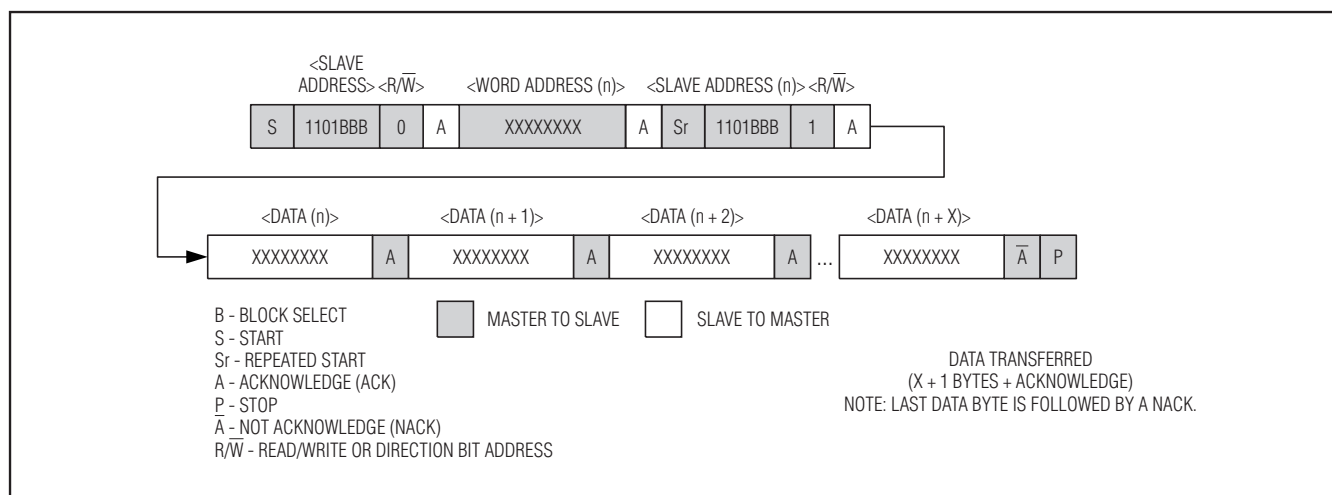 <SLAVE
ADDRESS> <R/W̅> <WORD ADDRESS (n)> <SLAVE ADDRESS (n)> <R/W̅>
S 1101BBB 0 A XXXXXXXX A Sr 1101BBB 1 A
<DATA (n)> <DATA (n + 1)> <DATA (n + 2)> <DATA (n + X)>
XXXXXXXX A XXXXXXXX A XXXXXXXX A ... XXXXXXXX A̅ P
B - BLOCK SELECT
S - START
Sr - REPEATED START
A - ACKNOWLEDGE (ACK)
P - STOP
A̅ - NOT ACKNOWLEDGE (NACK)
R/W̅ - READ/WRITE OR DIRECTION BIT ADDRESS
MASTER TO SLAVE
SLAVE TO MASTER
DATA TRANSFERRED
(X + 1 BYTES + ACKNOWLEDGE)
NOTE: LAST DATA BYTE IS FOLLOWED BY A NACK.